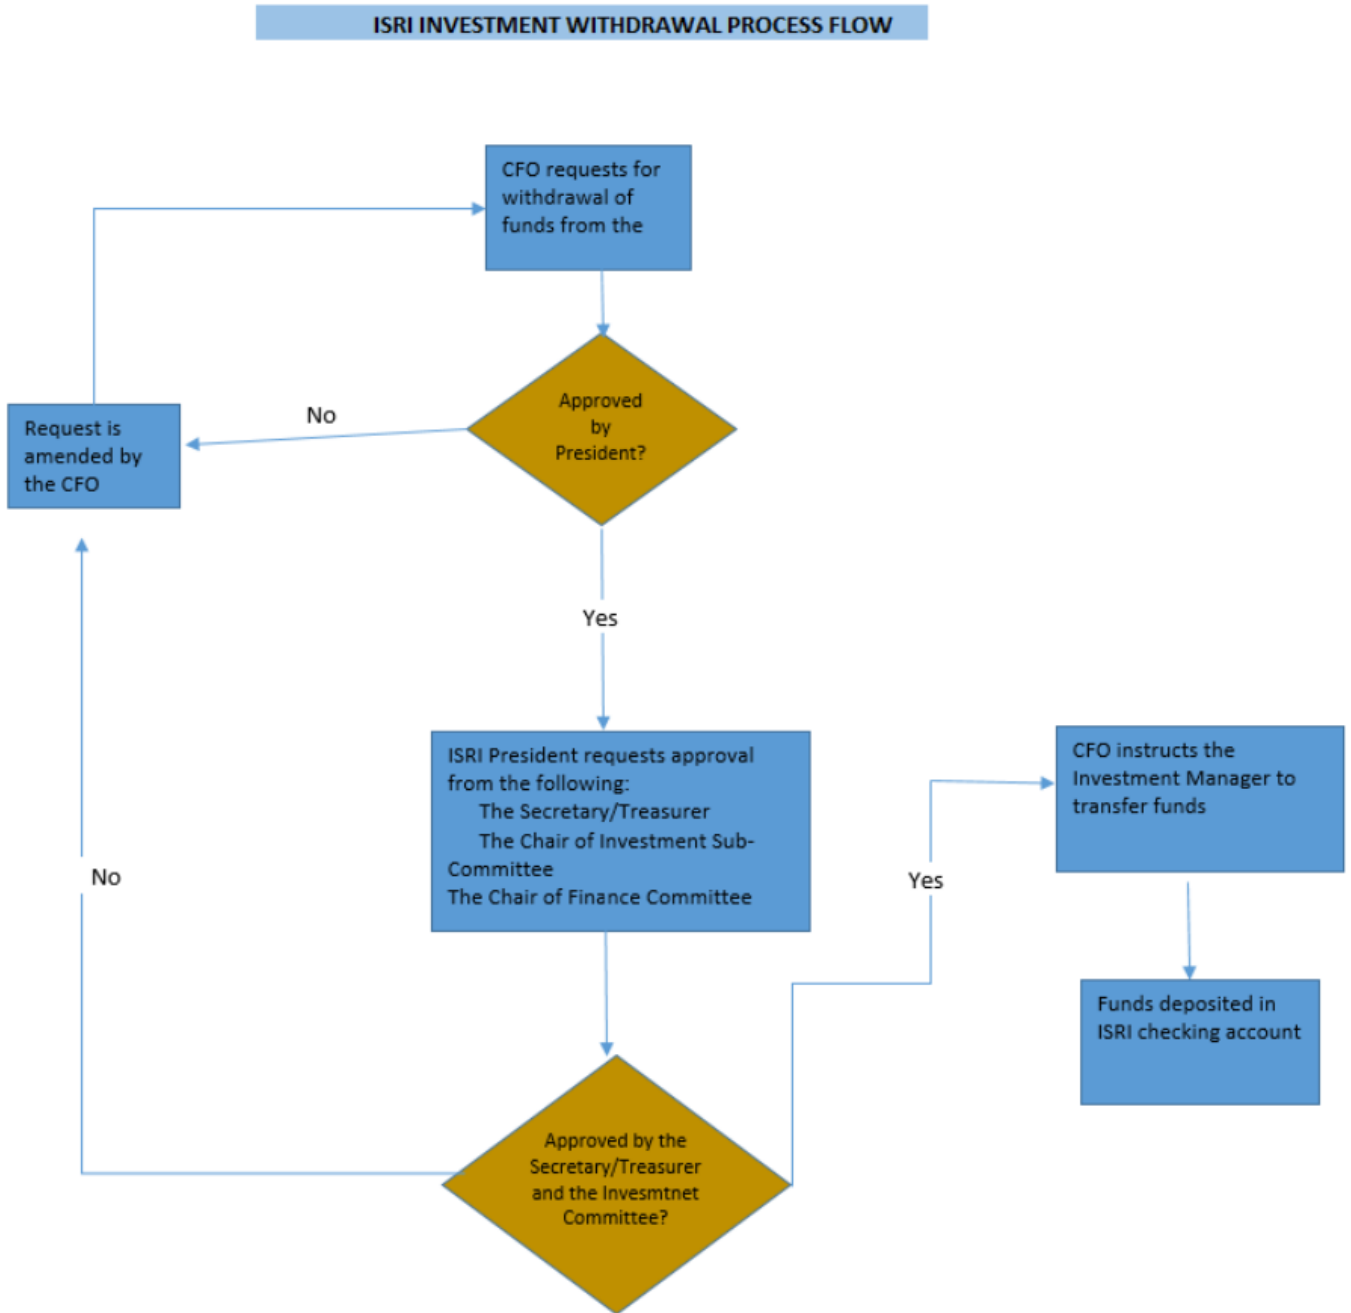 ISRI INVESTMENT WITHDRAWAL PROCESS FLOW
CFO requests for
withdrawal of
funds from the
Approved
by
President?
No
Request is
amended by
the CFO
Yes
ISRI President requests approval
from the following:
The Secretary/Treasurer
The Chair of Investment Sub-
Committee
The Chair of Finance Committee
CFO instructs the
Investment Manager to
transfer funds
No
Yes
Funds deposited in
ISRI checking account
Approved by the
Secretary/Treasurer
and the Invesmtnet
Committee?